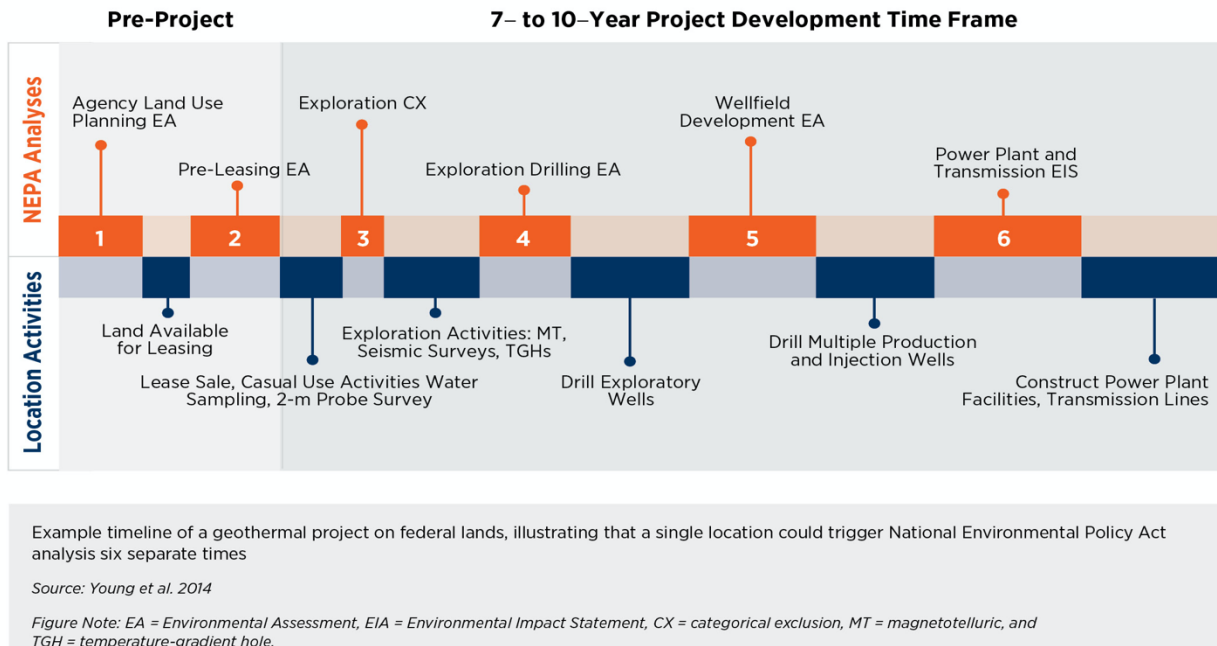 Pre-Project
7– to 10–Year Project Development Time Frame
NEPA Analyses
Agency Land Use
Planning EA
Pre-Leasing EA
Exploration CX
Exploration Drilling EA
Wellfield
Development EA
Power Plant and
Transmission EIS
1
2
3
4
5
6
Location Activities
Land Available
for Leasing
Lease Sale, Casual Use Activities Water
Sampling, 2-m Probe Survey
Exploration Activities: MT,
Seismic Surveys, TGHs
Drill Exploratory
Wells
Drill Multiple Production
and Injection Wells
Construct Power Plant
Facilities, Transmission Lines
Example timeline of a geothermal project on federal lands, illustrating that a single location could trigger National Environmental Policy Act
analysis six separate times
Source: Young et al. 2014
Figure Note: EA = Environmental Assessment, EIA = Environmental Impact Statement, CX = categorical exclusion, MT = magnetotelluric, and
TGH = temperature-gradient hole.